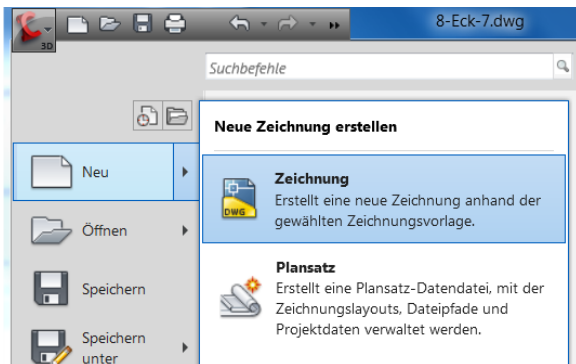 8-Eck-7.dwg
3D
Suchbefehle
Neue Zeichnung erstellen
Neu
Zeichnung
Erstellt eine neue Zeichnung anhand der
gewählten Zeichnungsvorlage.
DWG
Öffnen
Plansatz
Erstellt eine Plansatz-Datendatei, mit der
Zeichnungslayouts, Dateipfade und
Projektdaten verwaltet werden.
Speichern
Speichern
unter